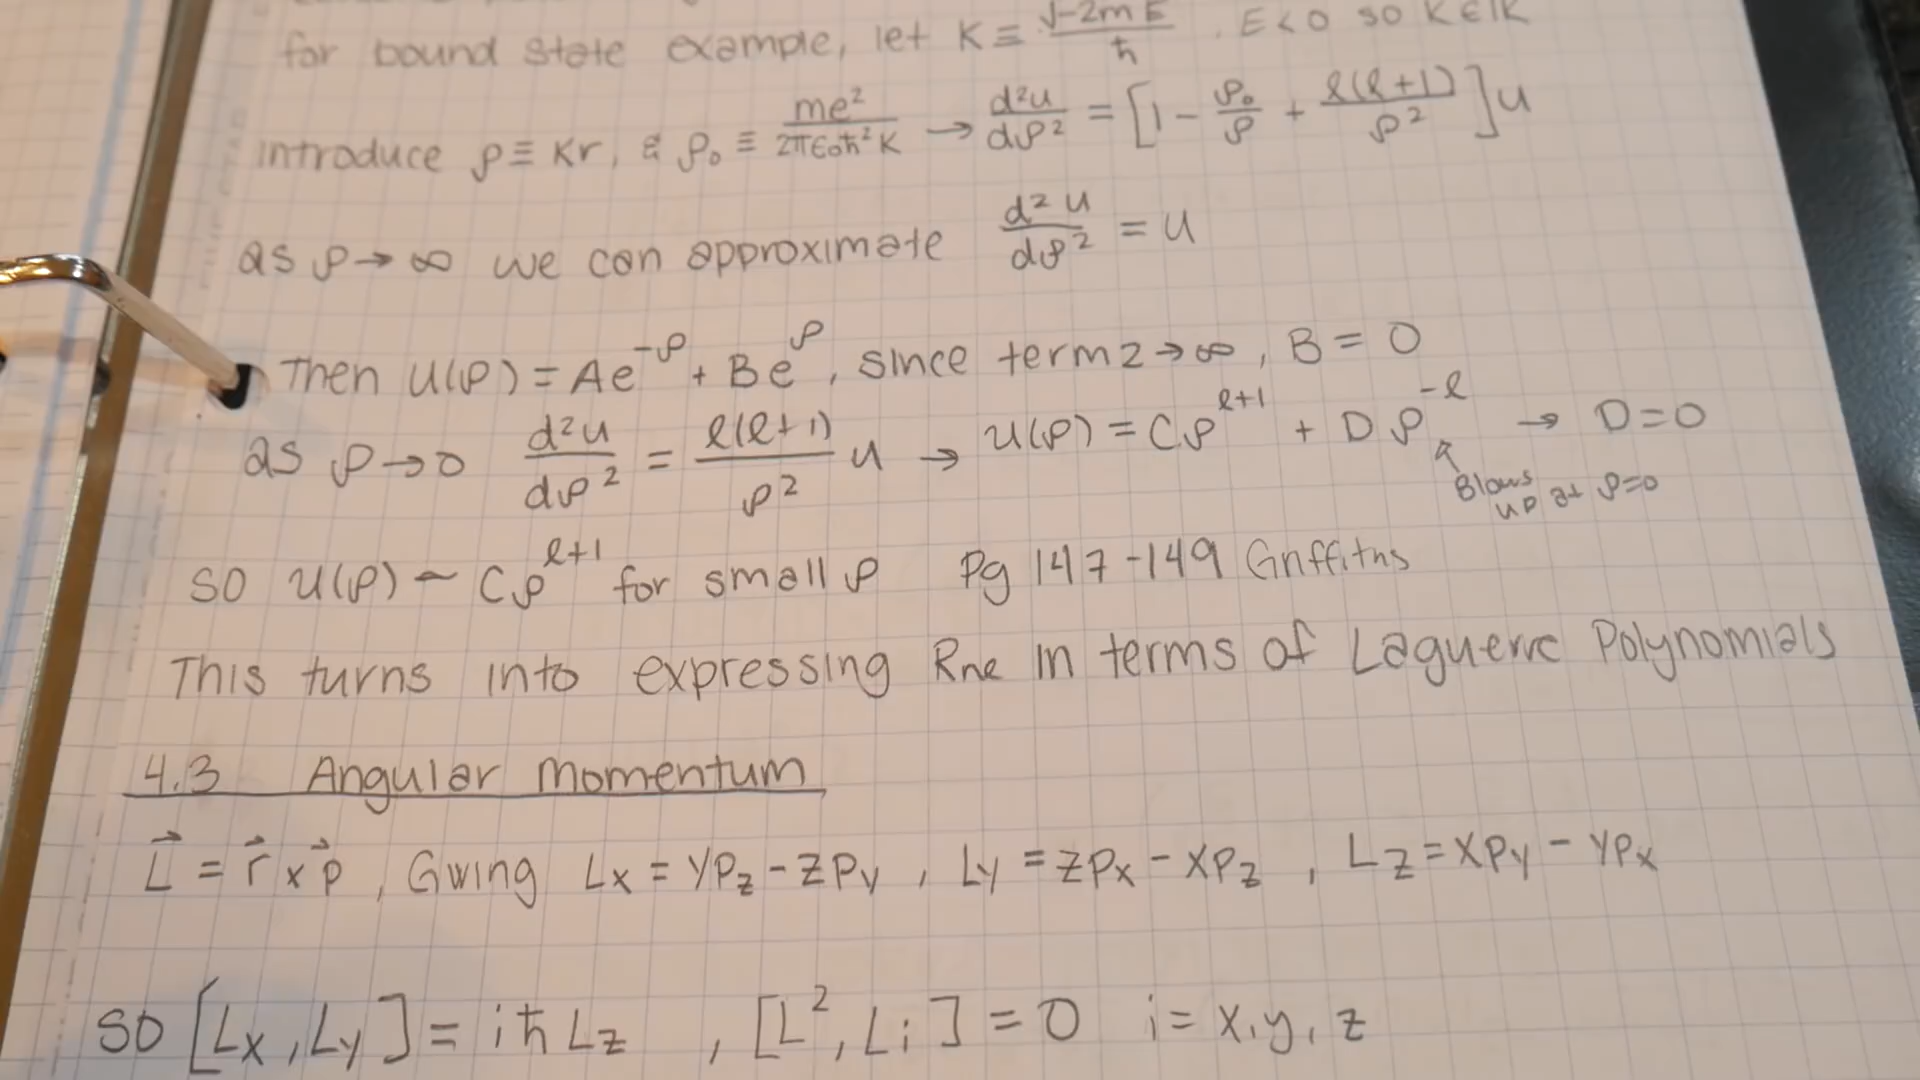 for bound state example, let K ≡ √-2mE / ħ , E<0 so K∈ℝ
introduce ρ ≡ Kr, & ρ₀ ≡ me² / 2πε₀ħ²K → d²u/dρ² = [1 - ρ₀/ρ + ℓ(ℓ+1)/ρ²]u
as ρ→∞ we can approximate d²u/dρ² = u
Then u(ρ) = Ae^-ρ + Be^ρ, since term 2→∞, B = 0
as ρ→0 d²u/dρ² = ℓ(ℓ+1)/ρ² u → u(ρ) = Cρ^ℓ+1 + Dρ^-ℓ → D=0
Blows
up at ρ=0
so u(ρ) ~ Cρ^ℓ+1 for small ρ Pg 147-149 Griffiths
This turns into expressing Rnℓ in terms of Laguerre Polynomials
4.3 Angular Momentum
L⃗ = r⃗ × p⃗, Giving Lx = ypz - zpy, Ly = zpx - xpz, Lz = xpy - ypx
so [Lx, Ly] = iħLz , [L², Li] = 0 i = x, y, z